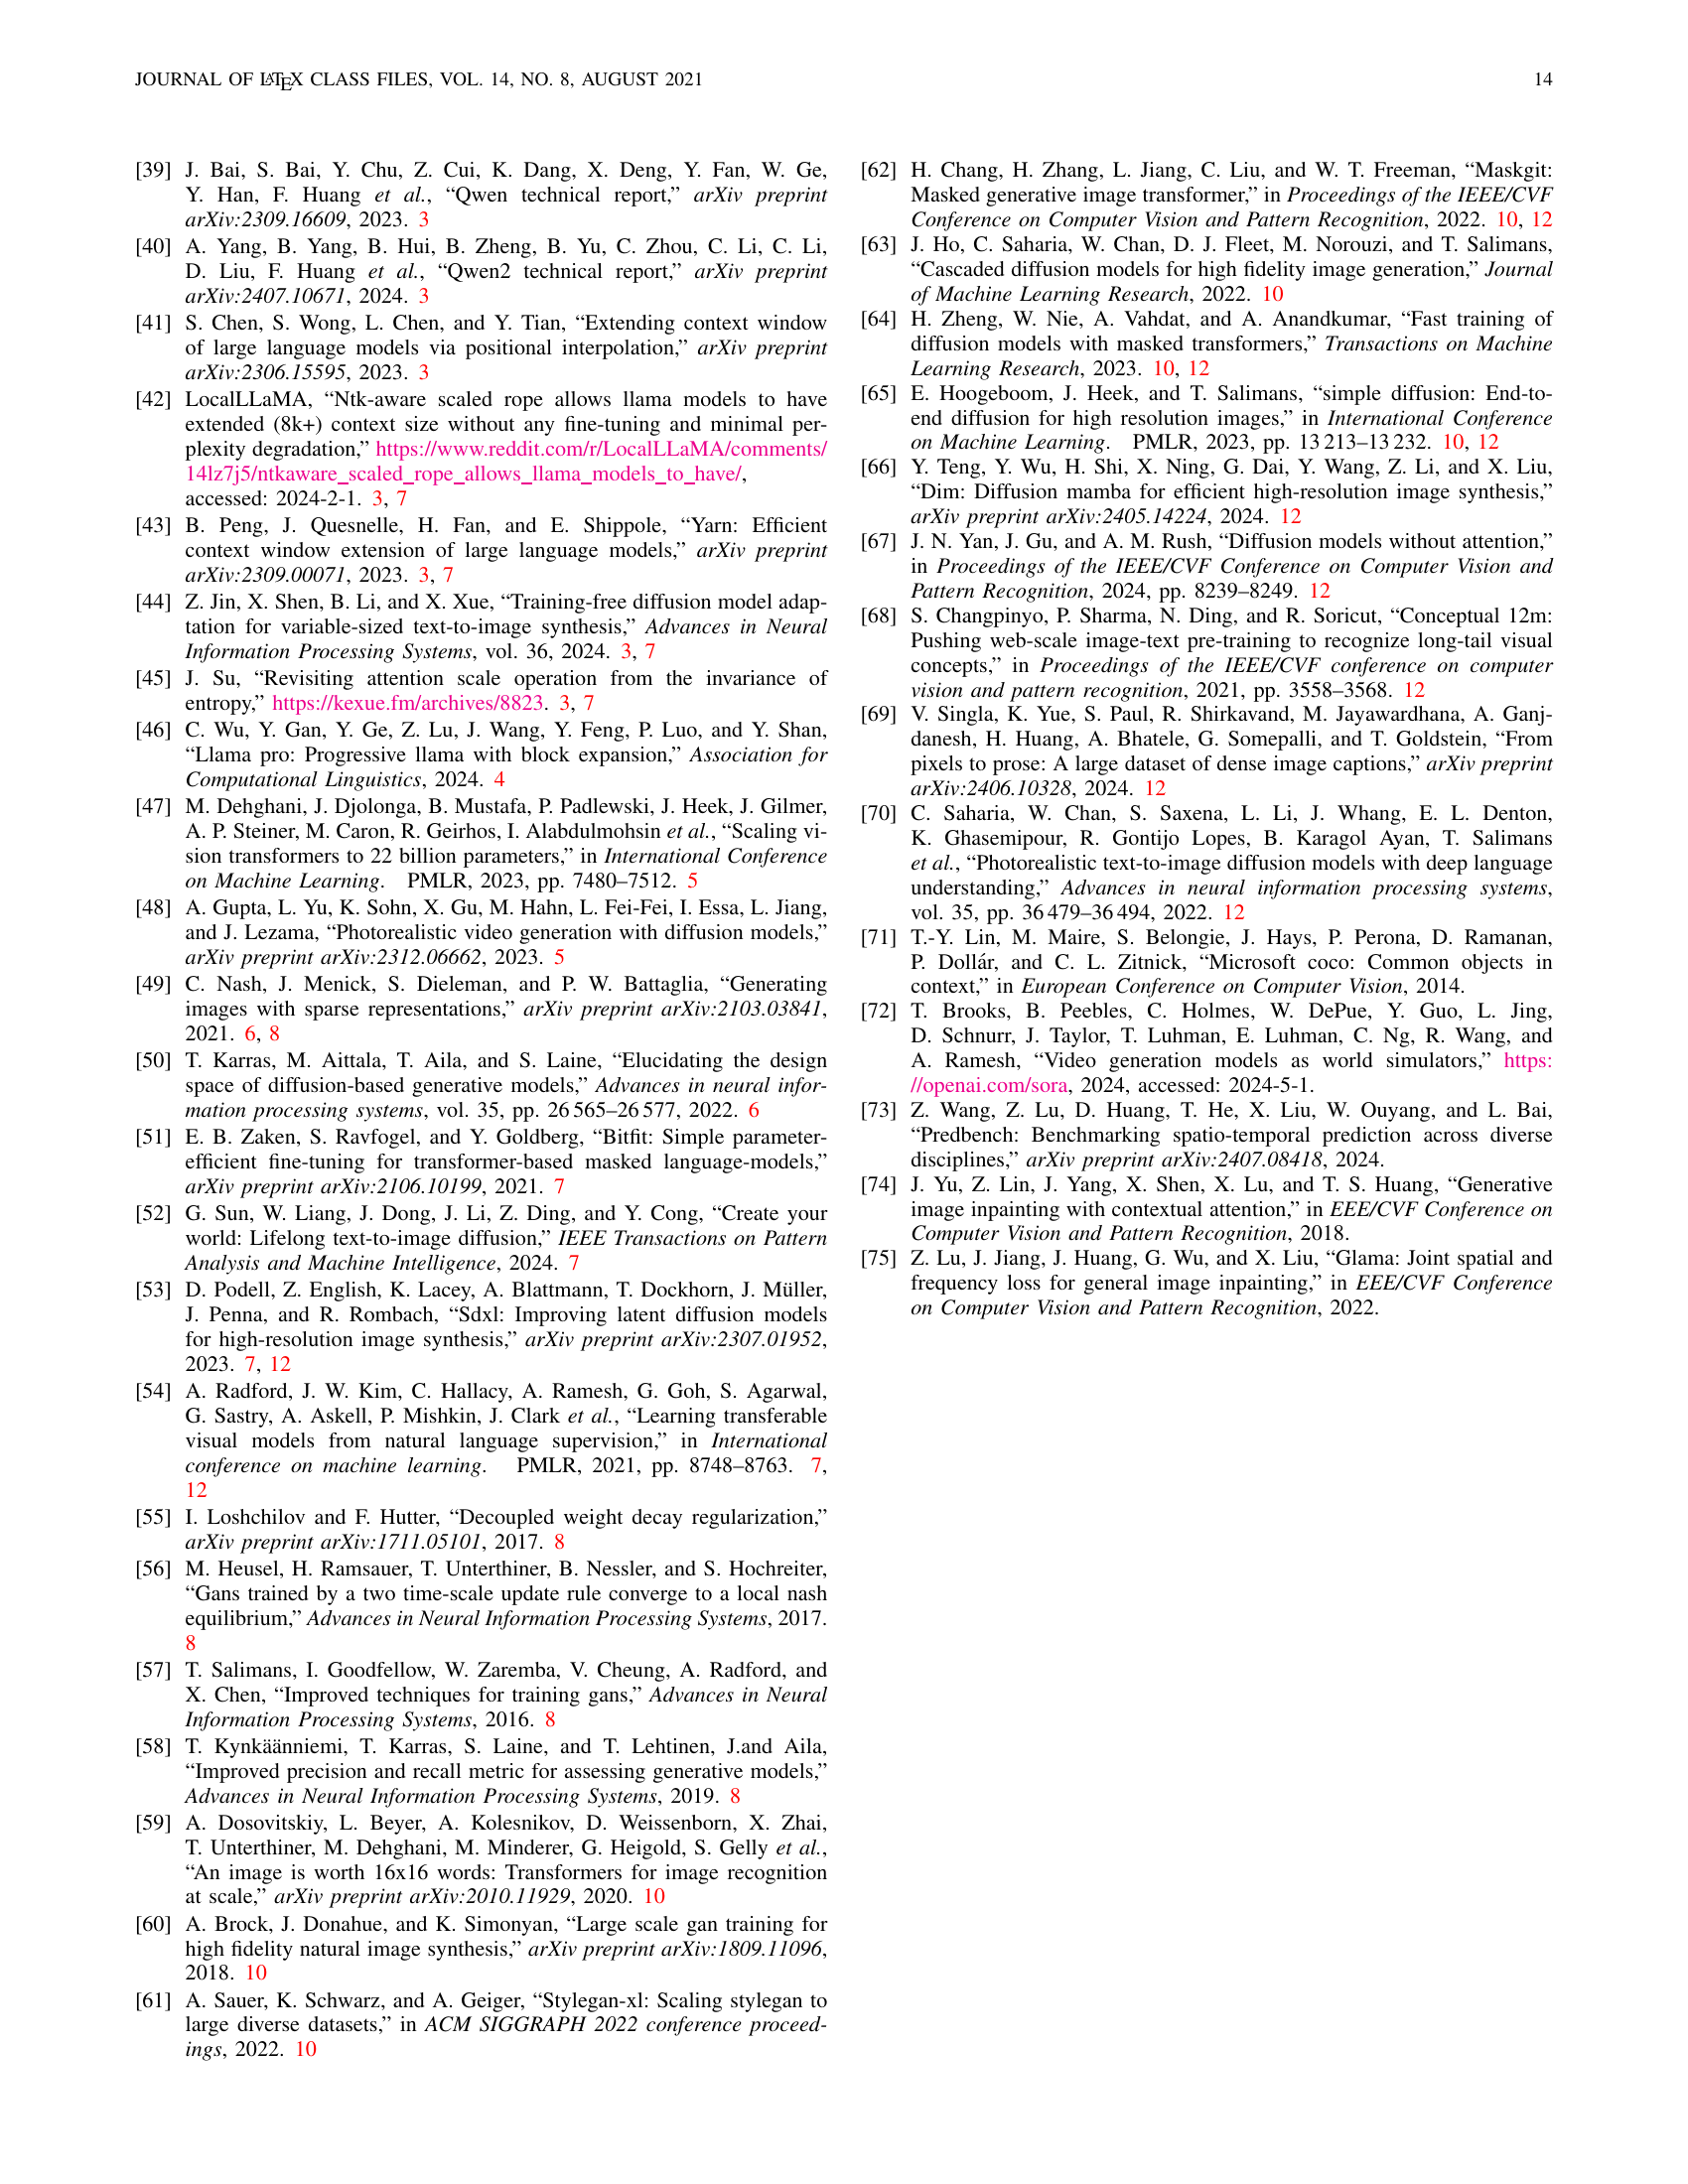 JOURNAL OF LATEX CLASS FILES, VOL. 14, NO. 8, AUGUST 2021
14
[39] J. Bai, S. Bai, Y. Chu, Z. Cui, K. Dang, X. Deng, Y. Fan, W. Ge,
Y. Han, F. Huang et al., “Qwen technical report,” arXiv preprint
arXiv:2309.16609, 2023. 3
[40] A. Yang, B. Yang, B. Hui, B. Zheng, B. Yu, C. Zhou, C. Li, C. Li,
D. Liu, F. Huang et al., “Qwen2 technical report,” arXiv preprint
arXiv:2407.10671, 2024. 3
[41] S. Chen, S. Wong, L. Chen, and Y. Tian, “Extending context window
of large language models via positional interpolation,” arXiv preprint
arXiv:2306.15595, 2023. 3
[42] LocalLLaMA, “Ntk-aware scaled rope allows llama models to have
extended (8k+) context size without any fine-tuning and minimal per-
plexity degradation,” https://www.reddit.com/r/LocalLLaMA/comments/
14lz7j5/ntkaware_scaled_rope_allows_llama_models_to_have/,
accessed: 2024-2-1. 3, 7
[43] B. Peng, J. Quesnelle, H. Fan, and E. Shippole, “Yarn: Efficient
context window extension of large language models,” arXiv preprint
arXiv:2309.00071, 2023. 3, 7
[44] Z. Jin, X. Shen, B. Li, and X. Xue, “Training-free diffusion model adap-
tation for variable-sized text-to-image synthesis,” Advances in Neural
Information Processing Systems, vol. 36, 2024. 3, 7
[45] J. Su, “Revisiting attention scale operation from the invariance of
entropy,” https://kexue.fm/archives/8823. 3, 7
[46] C. Wu, Y. Gan, Y. Ge, Z. Lu, J. Wang, Y. Feng, P. Luo, and Y. Shan,
“Llama pro: Progressive llama with block expansion,” Association for
Computational Linguistics, 2024. 4
[47] M. Dehghani, J. Djolonga, B. Mustafa, P. Padlewski, J. Heek, J. Gilmer,
A. P. Steiner, M. Caron, R. Geirhos, I. Alabdulmohsin et al., “Scaling vi-
sion transformers to 22 billion parameters,” in International Conference
on Machine Learning. PMLR, 2023, pp. 7480–7512. 5
[48] A. Gupta, L. Yu, K. Sohn, X. Gu, M. Hahn, L. Fei-Fei, I. Essa, L. Jiang,
and J. Lezama, “Photorealistic video generation with diffusion models,”
arXiv preprint arXiv:2312.06662, 2023. 5
[49] C. Nash, J. Menick, S. Dieleman, and P. W. Battaglia, “Generating
images with sparse representations,” arXiv preprint arXiv:2103.03841,
2021. 6, 8
[50] T. Karras, M. Aittala, T. Aila, and S. Laine, “Elucidating the design
space of diffusion-based generative models,” Advances in neural infor-
mation processing systems, vol. 35, pp. 26 565–26 577, 2022. 6
[51] E. B. Zaken, S. Ravfogel, and Y. Goldberg, “Bitfit: Simple parameter-
efficient fine-tuning for transformer-based masked language-models,”
arXiv preprint arXiv:2106.10199, 2021. 7
[52] G. Sun, W. Liang, J. Dong, J. Li, Z. Ding, and Y. Cong, “Create your
world: Lifelong text-to-image diffusion,” IEEE Transactions on Pattern
Analysis and Machine Intelligence, 2024. 7
[53] D. Podell, Z. English, K. Lacey, A. Blattmann, T. Dockhorn, J. Müller,
J. Penna, and R. Rombach, “Sdxl: Improving latent diffusion models
for high-resolution image synthesis,” arXiv preprint arXiv:2307.01952,
2023. 7, 12
[54] A. Radford, J. W. Kim, C. Hallacy, A. Ramesh, G. Goh, S. Agarwal,
G. Sastry, A. Askell, P. Mishkin, J. Clark et al., “Learning transferable
visual models from natural language supervision,” in International
conference on machine learning. PMLR, 2021, pp. 8748–8763. 7,
12
[55] I. Loshchilov and F. Hutter, “Decoupled weight decay regularization,”
arXiv preprint arXiv:1711.05101, 2017. 8
[56] M. Heusel, H. Ramsauer, T. Unterthiner, B. Nessler, and S. Hochreiter,
“Gans trained by a two time-scale update rule converge to a local nash
equilibrium,” Advances in Neural Information Processing Systems, 2017.
8
[57] T. Salimans, I. Goodfellow, W. Zaremba, V. Cheung, A. Radford, and
X. Chen, “Improved techniques for training gans,” Advances in Neural
Information Processing Systems, 2016. 8
[58] T. Kynkäänniemi, T. Karras, S. Laine, and T. Lehtinen, J.and Aila,
“Improved precision and recall metric for assessing generative models,”
Advances in Neural Information Processing Systems, 2019. 8
[59] A. Dosovitskiy, L. Beyer, A. Kolesnikov, D. Weissenborn, X. Zhai,
T. Unterthiner, M. Dehghani, M. Minderer, G. Heigold, S. Gelly et al.,
“An image is worth 16x16 words: Transformers for image recognition
at scale,” arXiv preprint arXiv:2010.11929, 2020. 10
[60] A. Brock, J. Donahue, and K. Simonyan, “Large scale gan training for
high fidelity natural image synthesis,” arXiv preprint arXiv:1809.11096,
2018. 10
[61] A. Sauer, K. Schwarz, and A. Geiger, “Stylegan-xl: Scaling stylegan to
large diverse datasets,” in ACM SIGGRAPH 2022 conference proceed-
ings, 2022. 10
[62] H. Chang, H. Zhang, L. Jiang, C. Liu, and W. T. Freeman, “Maskgit:
Masked generative image transformer,” in Proceedings of the IEEE/CVF
Conference on Computer Vision and Pattern Recognition, 2022. 10, 12
[63] J. Ho, C. Saharia, W. Chan, D. J. Fleet, M. Norouzi, and T. Salimans,
“Cascaded diffusion models for high fidelity image generation,” Journal
of Machine Learning Research, 2022. 10
[64] H. Zheng, W. Nie, A. Vahdat, and A. Anandkumar, “Fast training of
diffusion models with masked transformers,” Transactions on Machine
Learning Research, 2023. 10, 12
[65] E. Hoogeboom, J. Heek, and T. Salimans, “simple diffusion: End-to-
end diffusion for high resolution images,” in International Conference
on Machine Learning. PMLR, 2023, pp. 13 213–13 232. 10, 12
[66] Y. Teng, Y. Wu, H. Shi, X. Ning, G. Dai, Y. Wang, Z. Li, and X. Liu,
“Dim: Diffusion mamba for efficient high-resolution image synthesis,”
arXiv preprint arXiv:2405.14224, 2024. 12
[67] J. N. Yan, J. Gu, and A. M. Rush, “Diffusion models without attention,”
in Proceedings of the IEEE/CVF Conference on Computer Vision and
Pattern Recognition, 2024, pp. 8239–8249. 12
[68] S. Changpinyo, P. Sharma, N. Ding, and R. Soricut, “Conceptual 12m:
Pushing web-scale image-text pre-training to recognize long-tail visual
concepts,” in Proceedings of the IEEE/CVF conference on computer
vision and pattern recognition, 2021, pp. 3558–3568. 12
[69] V. Singla, K. Yue, S. Paul, R. Shirkavand, M. Jayawardhana, A. Ganj-
danesh, H. Huang, A. Bhatele, G. Somepalli, and T. Goldstein, “From
pixels to prose: A large dataset of dense image captions,” arXiv preprint
arXiv:2406.10328, 2024. 12
[70] C. Saharia, W. Chan, S. Saxena, L. Li, J. Whang, E. L. Denton,
K. Ghasemipour, R. Gontijo Lopes, B. Karagol Ayan, T. Salimans
et al., “Photorealistic text-to-image diffusion models with deep language
understanding,” Advances in neural information processing systems,
vol. 35, pp. 36 479–36 494, 2022. 12
[71] T.-Y. Lin, M. Maire, S. Belongie, J. Hays, P. Perona, D. Ramanan,
P. Dollár, and C. L. Zitnick, “Microsoft coco: Common objects in
context,” in European Conference on Computer Vision, 2014.
[72] T. Brooks, B. Peebles, C. Holmes, W. DePue, Y. Guo, L. Jing,
D. Schnurr, J. Taylor, T. Luhman, E. Luhman, C. Ng, R. Wang, and
A. Ramesh, “Video generation models as world simulators,” https:
//openai.com/sora, 2024, accessed: 2024-5-1.
[73] Z. Wang, Z. Lu, D. Huang, T. He, X. Liu, W. Ouyang, and L. Bai,
“Predbench: Benchmarking spatio-temporal prediction across diverse
disciplines,” arXiv preprint arXiv:2407.08418, 2024.
[74] J. Yu, Z. Lin, J. Yang, X. Shen, X. Lu, and T. S. Huang, “Generative
image inpainting with contextual attention,” in EEE/CVF Conference on
Computer Vision and Pattern Recognition, 2018.
[75] Z. Lu, J. Jiang, J. Huang, G. Wu, and X. Liu, “Glama: Joint spatial and
frequency loss for general image inpainting,” in EEE/CVF Conference
on Computer Vision and Pattern Recognition, 2022.